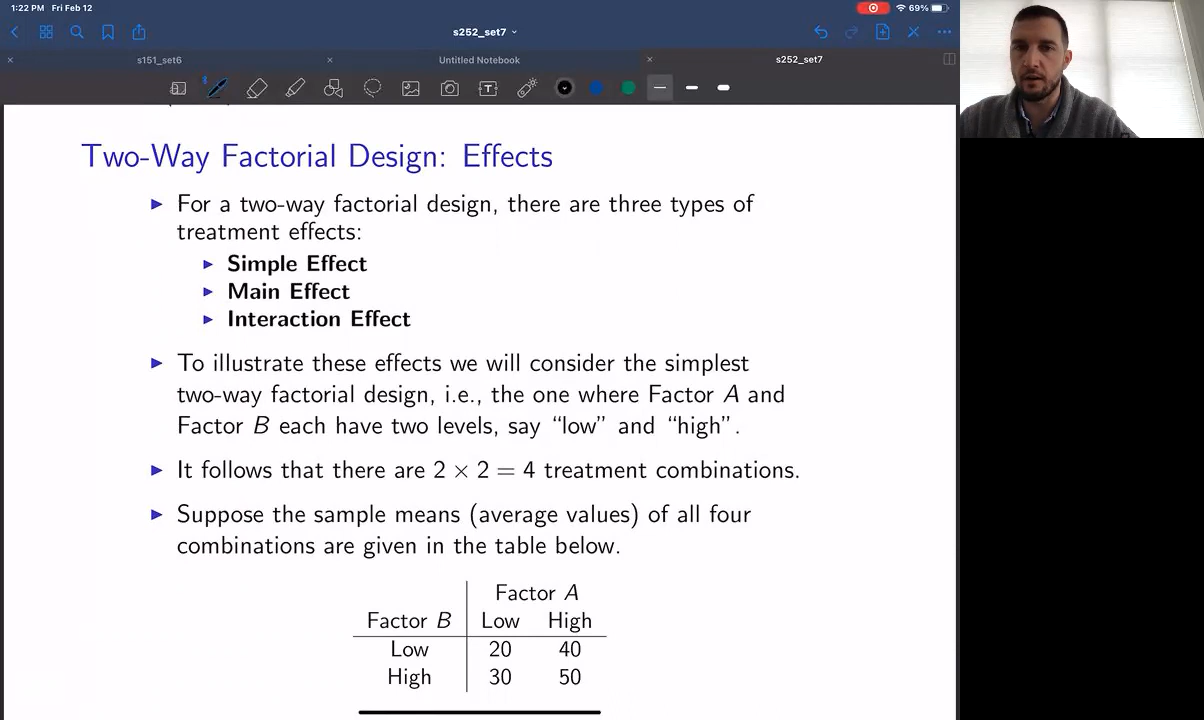 1:22 PM Fri Feb 12
69%
s252_set7
s151_set6
Untitled Notebook
s252_set7
Two-Way Factorial Design: Effects
For a two-way factorial design, there are three types of
treatment effects:
Simple Effect
Main Effect
Interaction Effect
To illustrate these effects we will consider the simplest
two-way factorial design, i.e., the one where Factor A and
Factor B each have two levels, say “low” and “high”.
It follows that there are 2 × 2 = 4 treatment combinations.
Suppose the sample means (average values) of all four
combinations are given in the table below.
Factor A
Factor B Low High
Low 20 40
High 30 50